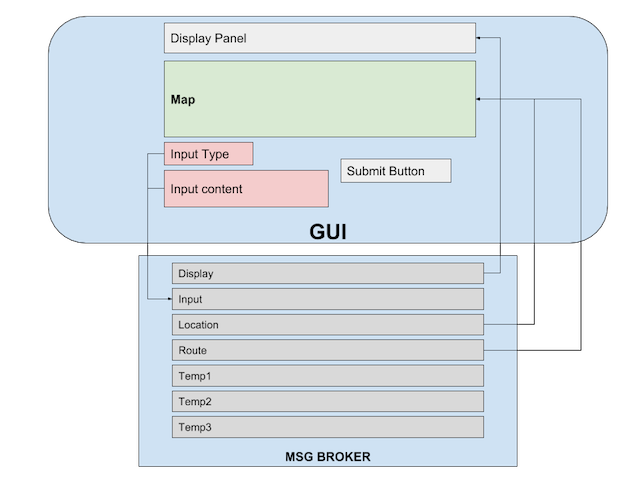 Display Panel
Map
Input Type
Input content
Submit Button
GUI
Display
Input
Location
Route
Temp1
Temp2
Temp3
MSG BROKER